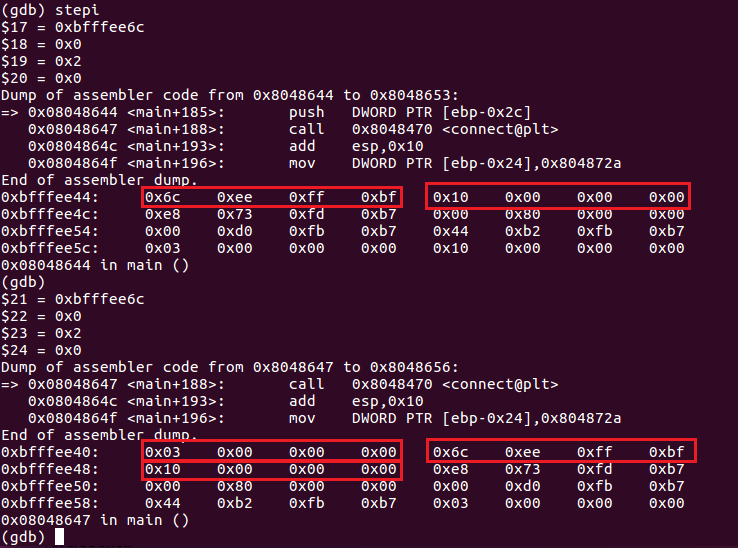 (gdb) stepi
$17 = 0xbfffee6c
$18 = 0x0
$19 = 0x2
$20 = 0x0
Dump of assembler code from 0x8048644 to 0x8048653:
=> 0x08048644 <main+185>: push DWORD PTR [ebp-0x2c]
0x08048647 <main+188>: call 0x8048470 <connect@plt>
0x0804864c <main+193>: add esp,0x10
0x0804864f <main+196>: mov DWORD PTR [ebp-0x24],0x804872a
End of assembler dump.
0xbfffee44: 0x6c 0xee 0xff 0xbf 0x10 0x00 0x00 0x00
0xbfffee4c: 0xe8 0x73 0xfd 0xb7 0x00 0x80 0x00 0x00
0xbfffee54: 0x00 0xd0 0xfb 0xb7 0x44 0xb2 0xfb 0xb7
0xbfffee5c: 0x03 0x00 0x00 0x00 0x10 0x00 0x00 0x00
0x08048644 in main ()
(gdb)
$21 = 0xbfffee6c
$22 = 0x0
$23 = 0x2
$24 = 0x0
Dump of assembler code from 0x8048647 to 0x8048656:
=> 0x08048647 <main+188>: call 0x8048470 <connect@plt>
0x0804864c <main+193>: add esp,0x10
0x0804864f <main+196>: mov DWORD PTR [ebp-0x24],0x804872a
End of assembler dump.
0xbfffee40: 0x03 0x00 0x00 0x00 0x6c 0xee 0xff 0xbf
0xbfffee48: 0x10 0x00 0x00 0x00 0xe8 0x73 0xfd 0xb7
0xbfffee50: 0x00 0x80 0x00 0x00 0x00 0xd0 0xfb 0xb7
0xbfffee58: 0x44 0xb2 0xfb 0xb7 0x03 0x00 0x00 0x00
0x08048647 in main ()
(gdb)